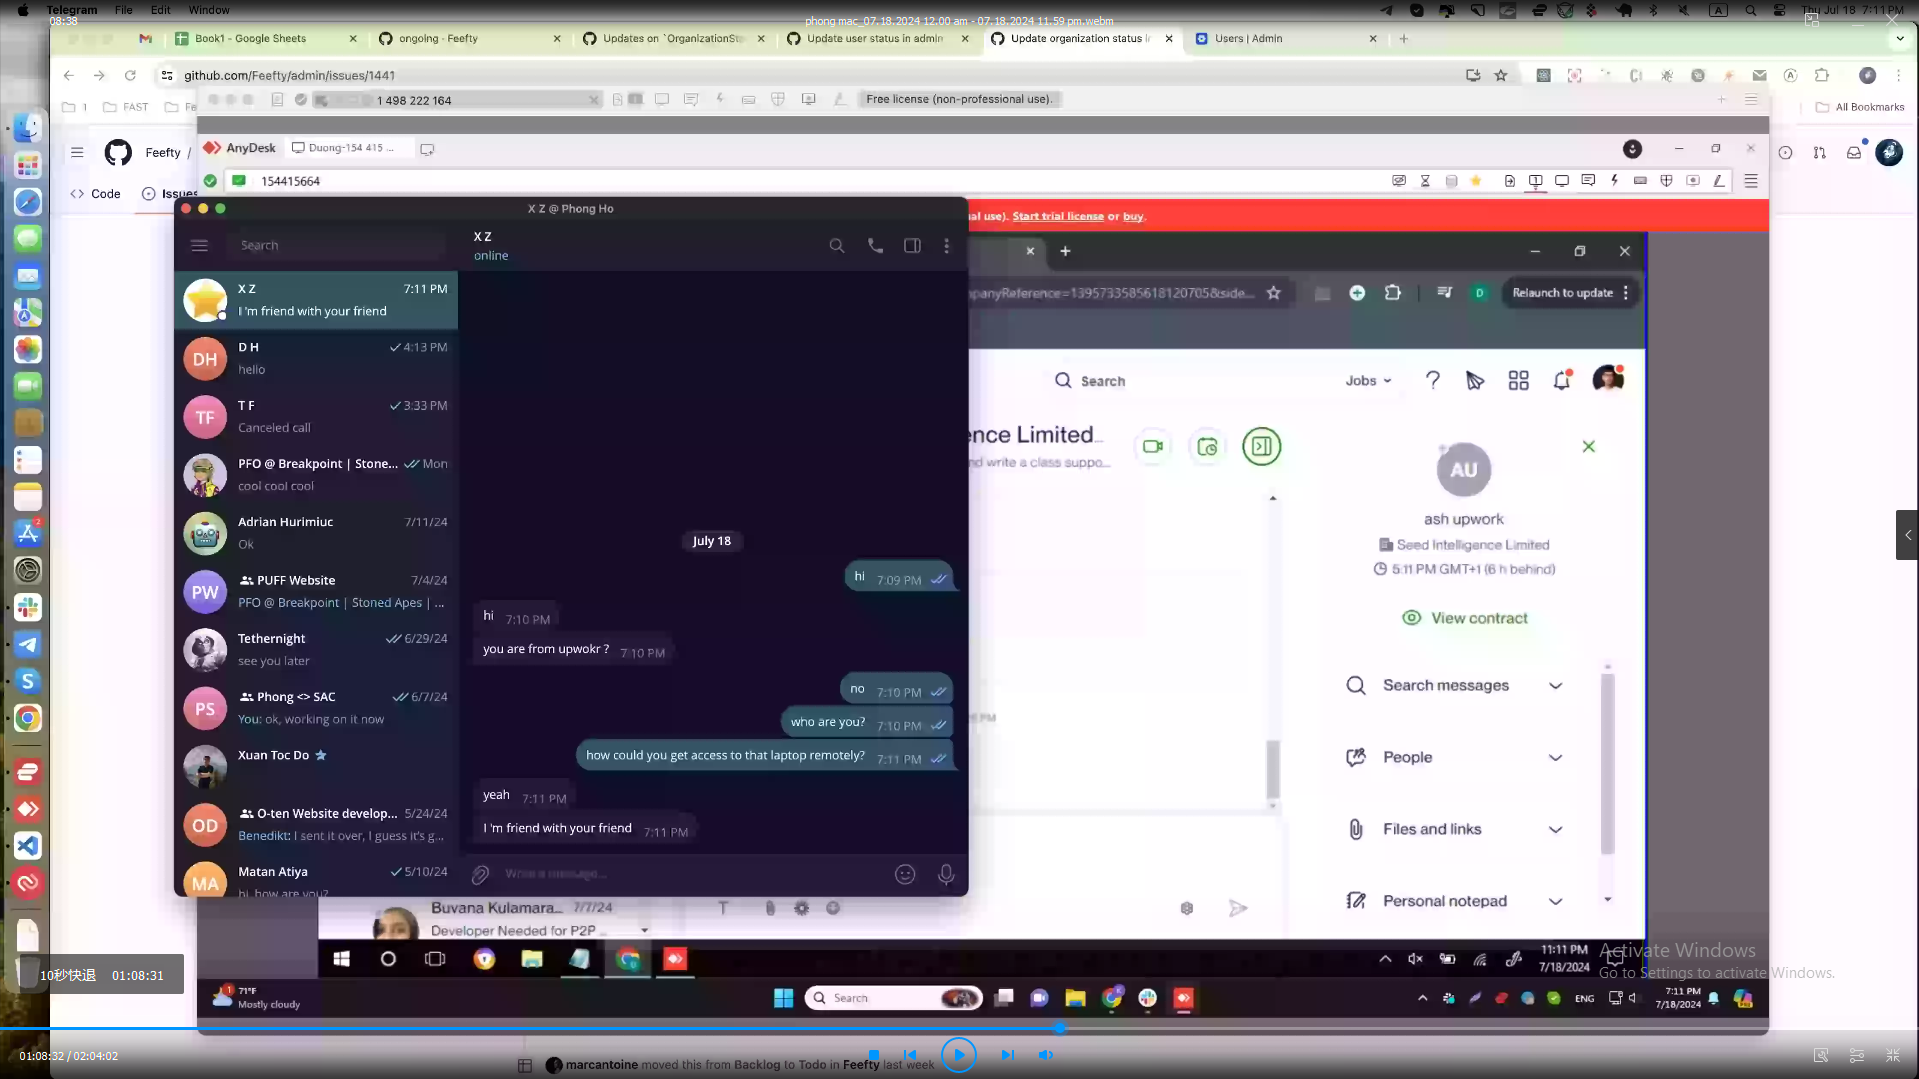 Telegram File Edit Window
Thu Jul 18 7:11 PM
08:38
phong mac_07.18.2024 12.00 am - 07.18.2024 11.59 pm.webm
Book1 - Google Sheets
ongoing · Feefty
Updates on `OrganizationSt
Update user status in admin
Update organization status i
Users | Admin
github.com/Feefty/admin/issues/1441
1
FAST
Fe
All Bookmarks
1 498 222 164
Free license (non-professional use).
Feefty /
AnyDesk
Duong-154 415 ...
Code
Issues
154415664
al use). Start trial license or buy.
X Z @ Phong Ho
Search
X Z
online
X Z 7:11 PM
I 'm friend with your friend
DH
D H 4:13 PM
hello
TF
T F 3:33 PM
Canceled call
PFO @ Breakpoint | Stone... Mon
cool cool cool
Adrian Hurimiuc 7/11/24
Ok
PW
PUFF Website 7/4/24
PFO @ Breakpoint | Stoned Apes | ...
Tethernight 6/29/24
see you later
PS
Phong <> SAC 6/7/24
You: ok, working on it now
Xuan Toc Do
OD
O-ten Website develop... 5/24/24
Benedikt: I sent it over, I guess it's g...
MA
Matan Atiya 5/10/24
hi, how are you?
July 18
hi 7:09 PM
hi 7:10 PM
you are from upwokr ? 7:10 PM
no 7:10 PM
who are you? 7:10 PM
how could you get access to that laptop remotely? 7:11 PM
yeah 7:11 PM
I 'm friend with your friend 7:11 PM
Write a message...
panyReference=1395733585618120705&side...
D
Relaunch to update
Search
Jobs
ence Limited...
nd write a class suppo...
AU
ash upwork
Seed Intelligence Limited
5:11 PM GMT+1 (6 h behind)
View contract
Search messages
People
Files and links
Personal notepad
Buvana Kulamara... 7/7/24
Developer Needed for P2P ...
11:11 PM
7/18/2024
Activate Windows
Go to Settings to activate Windows.
10秒快退 01:08:31
71°F
Mostly cloudy
Search
ENG
7:11 PM
7/18/2024
01:08:32 / 02:04:02
marcantoine moved this from Backlog to Todo in Feefty last week